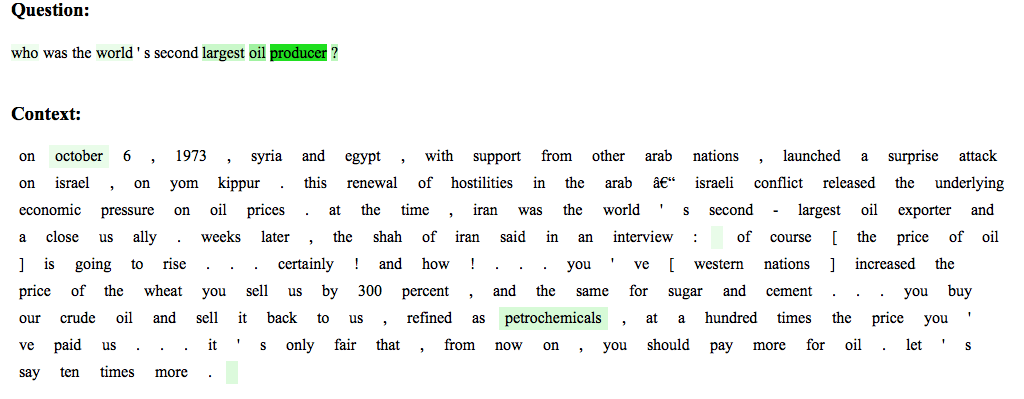 Question:
who was the world ' s second largest oil producer ?
Context:
on october 6 , 1973 , syria and egypt , with support from other arab nations , launched a surprise attack
on israel , on yom kippur . this renewal of hostilities in the arab â€“ israeli conflict released the underlying
economic pressure on oil prices . at the time , iran was the world ' s second - largest oil exporter and
a close us ally . weeks later , the shah of iran said in an interview : of course [ the price of oil
] is going to rise . . . certainly ! and how ! . . . you ' ve [ western nations ] increased the
price of the wheat you sell us by 300 percent , and the same for sugar and cement . . . you buy
our crude oil and sell it back to us , refined as petrochemicals , at a hundred times the price you '
ve paid us . . . it ' s only fair that , from now on , you should pay more for oil . let ' s
say ten times more .